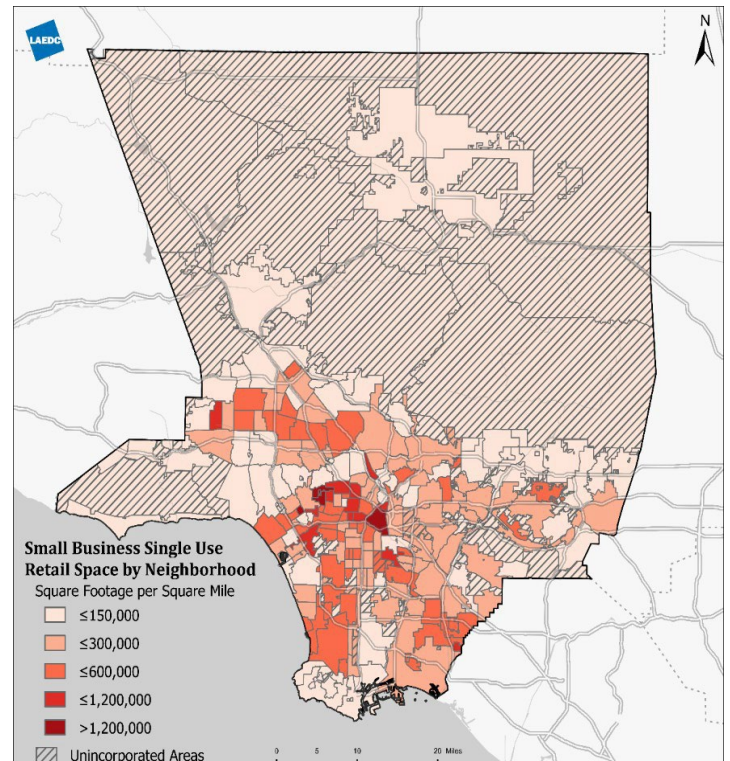 LAEDC
N
Small Business Single Use
Retail Space by Neighborhood
Square Footage per Square Mile
≤150,000
≤300,000
≤600,000
≤1,200,000
>1,200,000
Unincorporated Areas
0 5 10 20 Miles